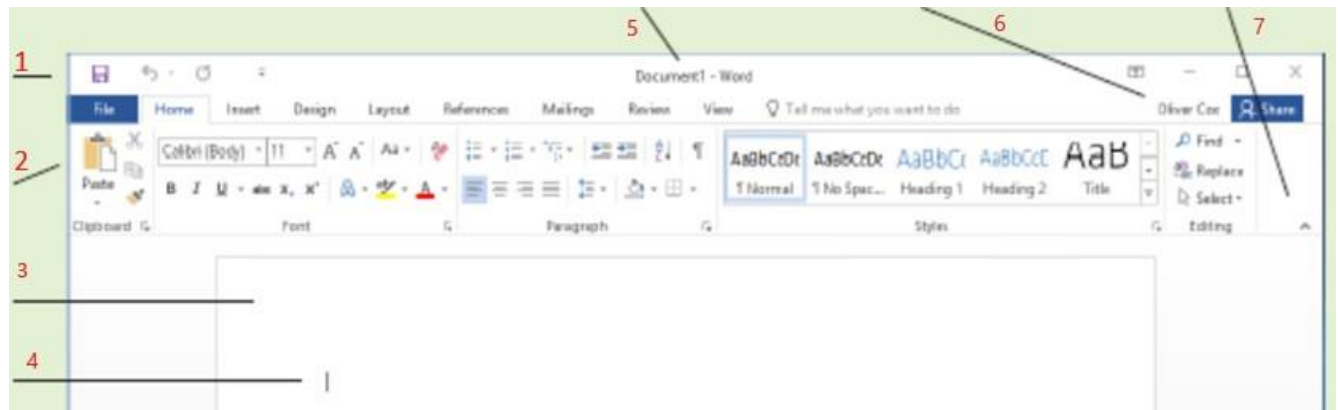 5 6 7
1 Document1 - Word
File Home Insert Design Layout References Mailings Review View Tell me what you want to do Oliver Cox Share
2 Paste Calibri (Body) 11 A A Aa AaBbCcDc AaBbCcDc AaBbCc AaBbCcC AaB Find
B I U abc x, x' A A ¶ Normal ¶ No Spac... Heading 1 Heading 2 Title Replace
Select
Clipboard Font Paragraph Styles Editing
3
4